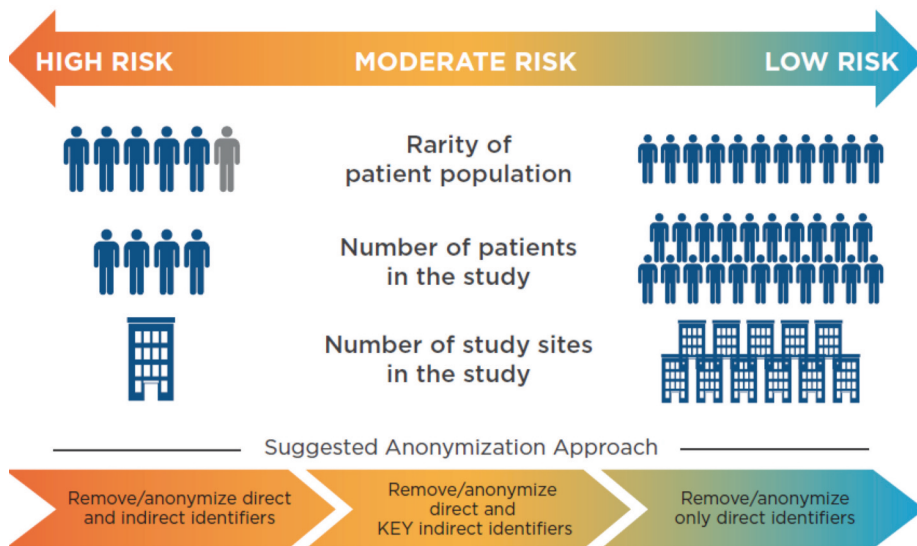 HIGH RISK
MODERATE RISK
LOW RISK
Rarity of
patient population
Number of patients
in the study
Number of study sites
in the study
Suggested Anonymization Approach
Remove/anonymize direct
and indirect identifiers
Remove/anonymize
direct and
KEY indirect identifiers
Remove/anonymize
only direct identifiers